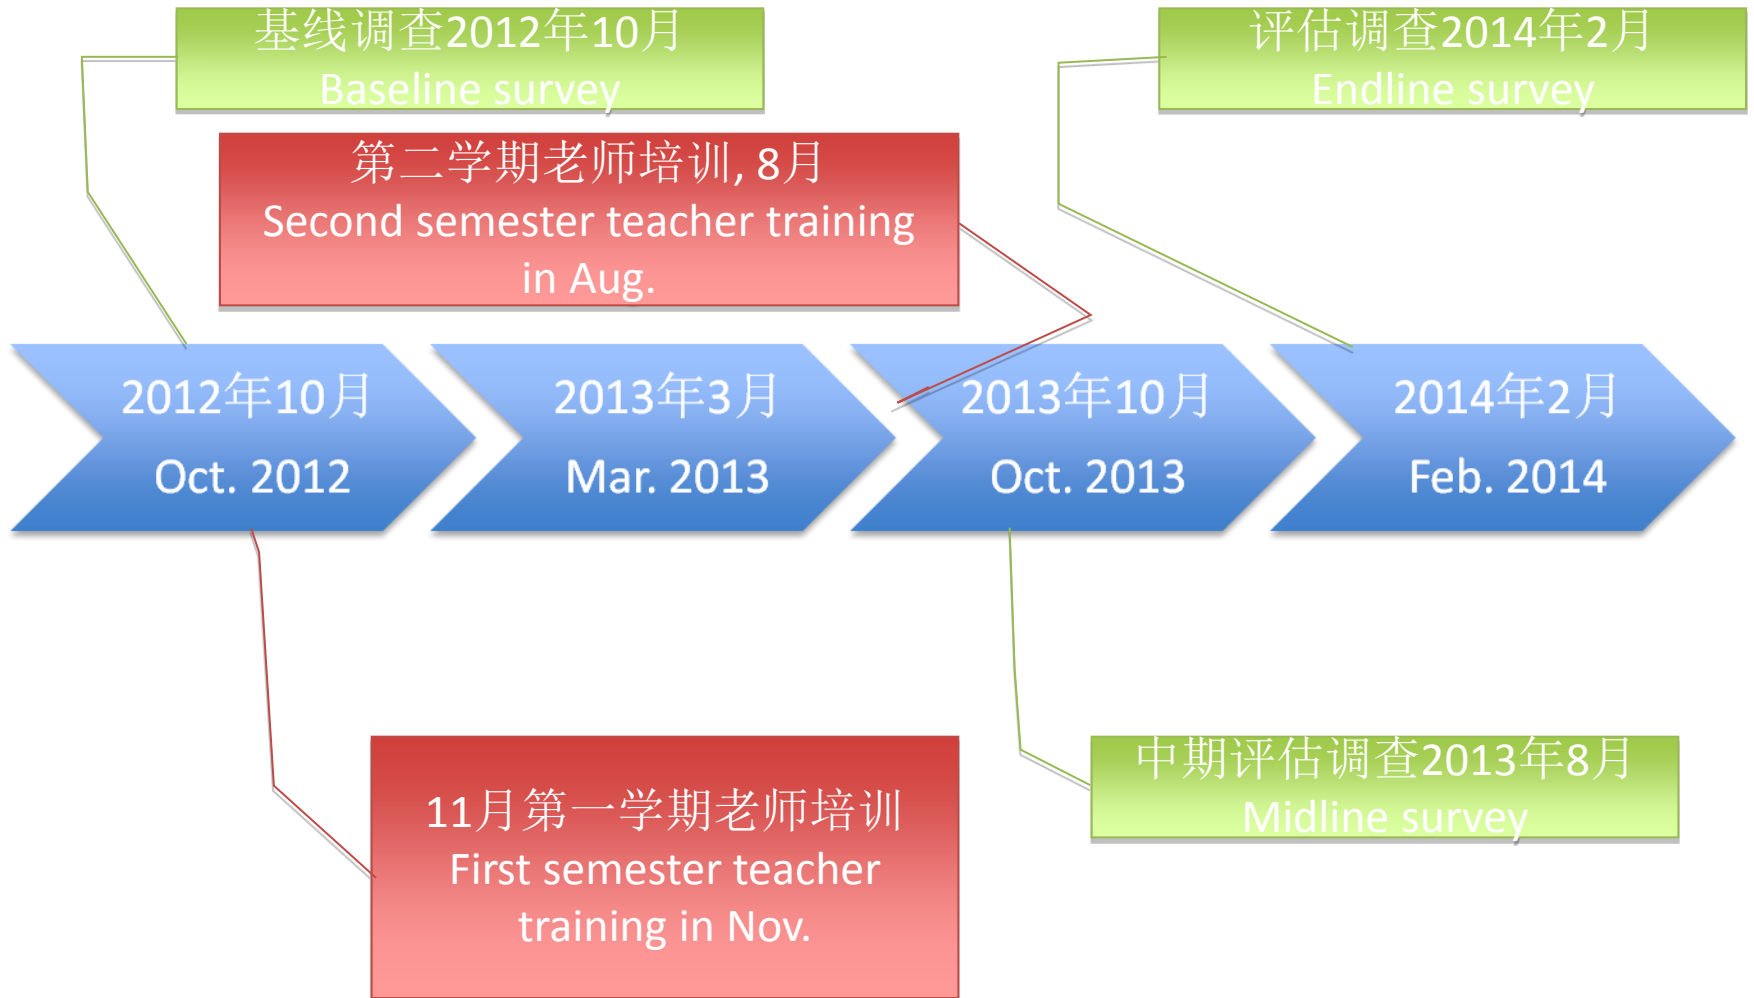 基线调查2012年10月
Baseline survey
评估调查2014年2月
Endline survey
第二学期老师培训, 8月
Second semester teacher training
in Aug.
2012年10月
Oct. 2012
2013年3月
Mar. 2013
2013年10月
Oct. 2013
2014年2月
Feb. 2014
11月第一学期老师培训
First semester teacher
training in Nov.
中期评估调查2013年8月
Midline survey